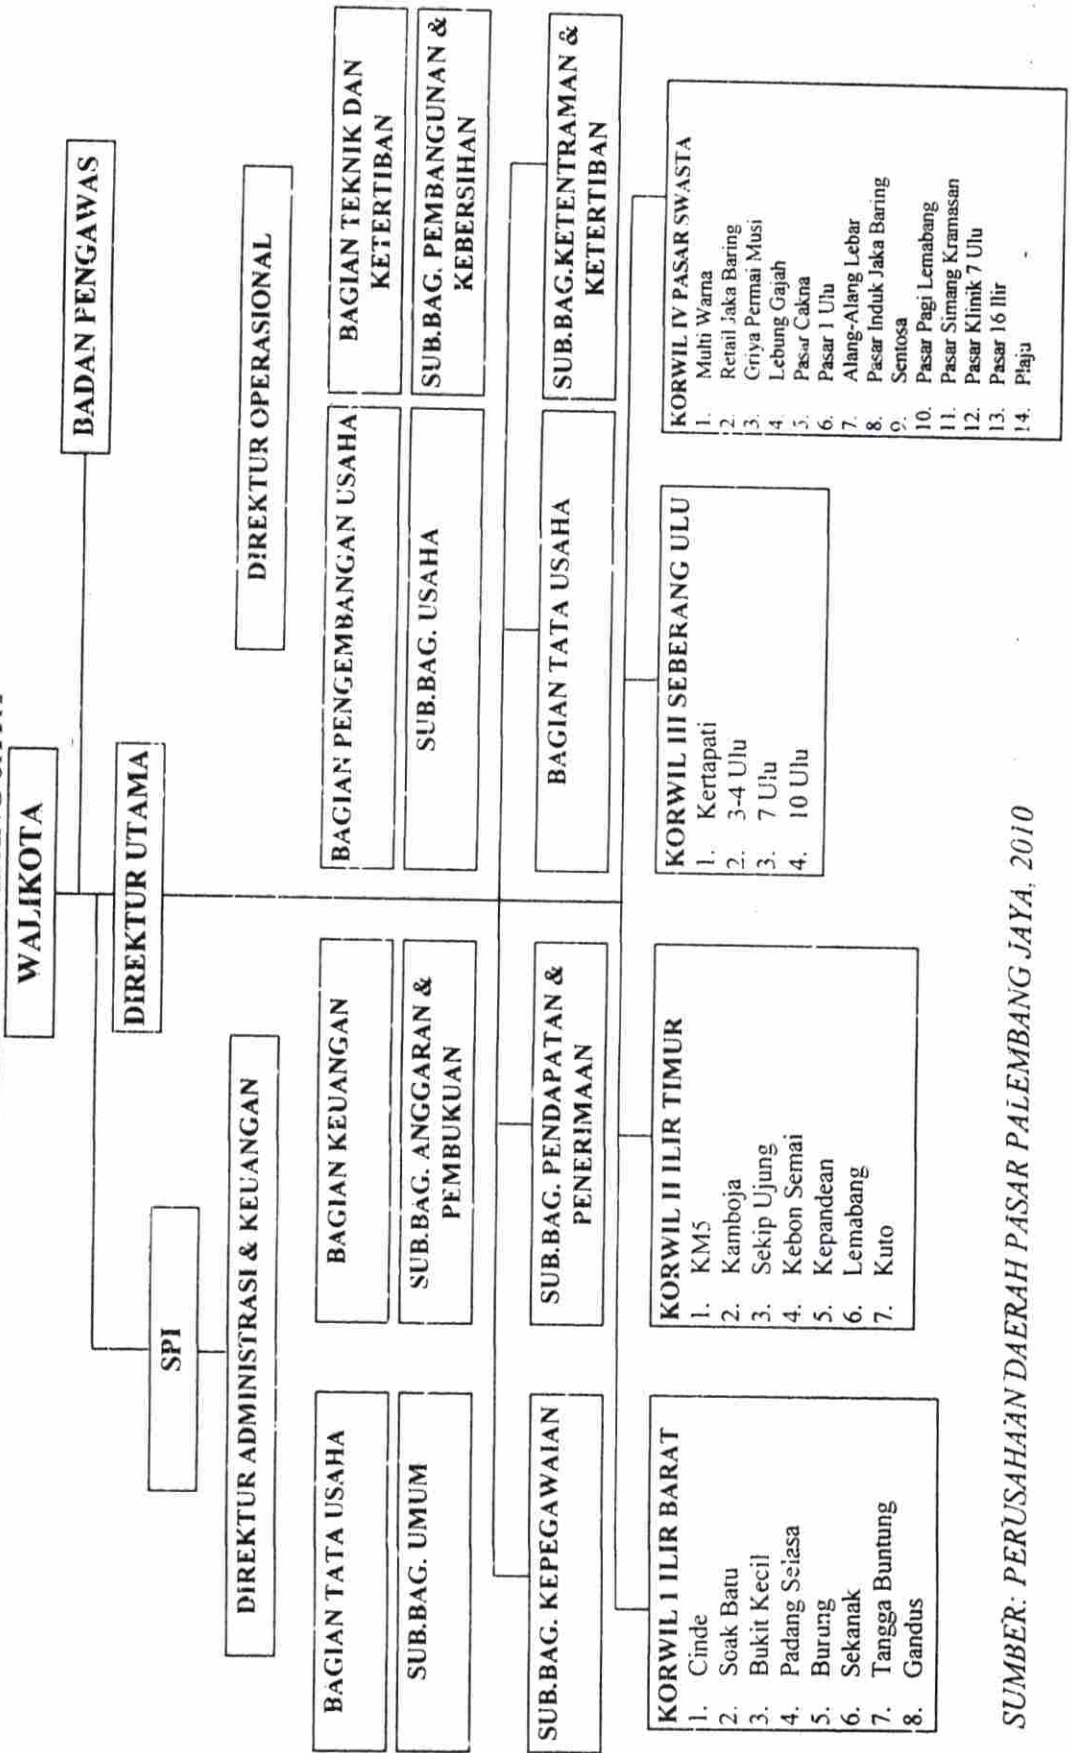 WALIKOTA
BADAN PENGAWAS
DIREKTUR UTAMA
SPI
DIREKTUR ADMINISTRASI & KEUANGAN
DIREKTUR OPERASIONAL
BAGIAN TATA USAHA
BAGIAN KEUANGAN
BAGIAN PENGEMBANGAN USAHA
BAGIAN TEKNIK DAN
KETERTIBAN
SUB.BAG. UMUM
SUB.BAG. ANGGARAN &
PEMBUKUAN
SUB.BAG. USAHA
SUB.BAG. PEMBANGUNAN &
KEBERSIHAN
SUB.BAG. KEPEGAWAIAN
SUB.BAG. PENDAPATAN &
PENERIMAAN
BAGIAN TATA USAHA
SUB.BAG.KETENTRAMAN &
KETERTIBAN
KORWIL I ILIR BARAT
1. Cinde
2. Soak Batu
3. Bukit Kecil
4. Padang Selasa
5. Burung
6. Sekanak
7. Tangga Buntung
8. Gandus
KORWIL II ILIR TIMUR
1. KM5
2. Kamboja
3. Sekip Ujung
4. Kebon Semai
5. Kepandean
6. Lemabang
7. Kuto
KORWIL III SEBERANG ULU
1. Kertapati
2. 3-4 Ulu
3. 7 Ulu
4. 10 Ulu
KORWIL IV PASAR SWASTA
1. Multi Warna
2. Retail Jaka Baring
3. Griya Permai Musi
4. Lebung Gajah
5. Pasar Cakna
6. Pasar 1 Ulu
7. Alang-Alang Lebar
8. Pasar Induk Jaka Baring
9. Sentosa
10. Pasar Pagi Lemabang
11. Pasar Simang Kramasan
12. Pasar Klinik 7 Ulu
13. Pasar 16 Ilir
14. Plaju
SUMBER: PERUSAHAAN DAERAH PASAR PALEMBANG JAYA, 2010